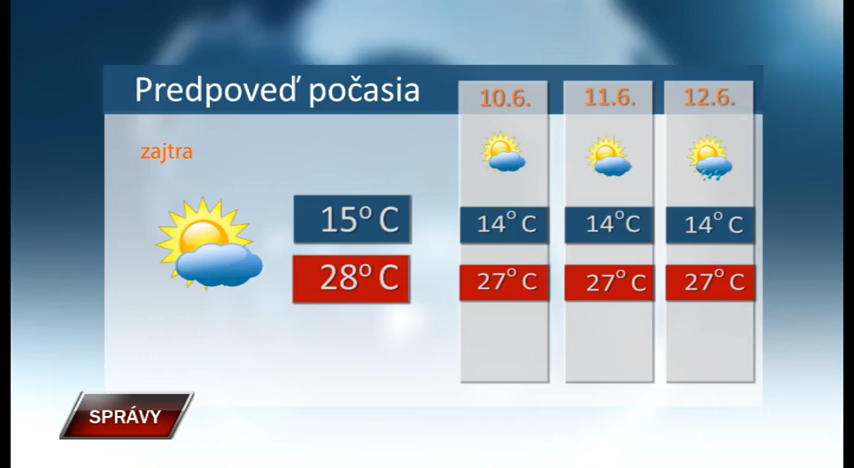 Predpoveď počasia
zajtra
15° C
28° C
10.6.
14° C
27° C
11.6.
14°C
27° C
12.6.
14° C
27° C
SPRÁVY